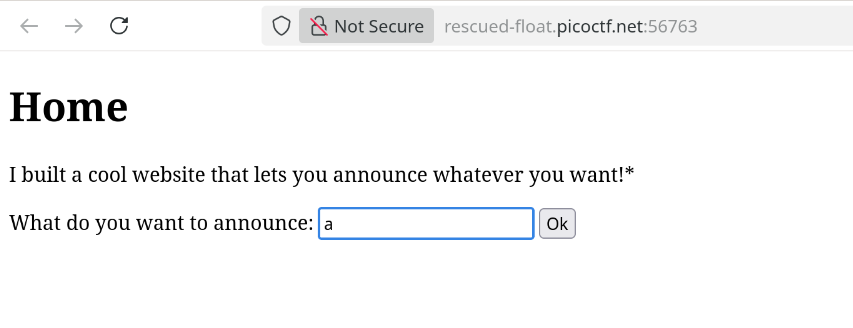 Not Secure rescued-float.picoctf.net:56763
Home
I built a cool website that lets you announce whatever you want!*
What do you want to announce: a Ok